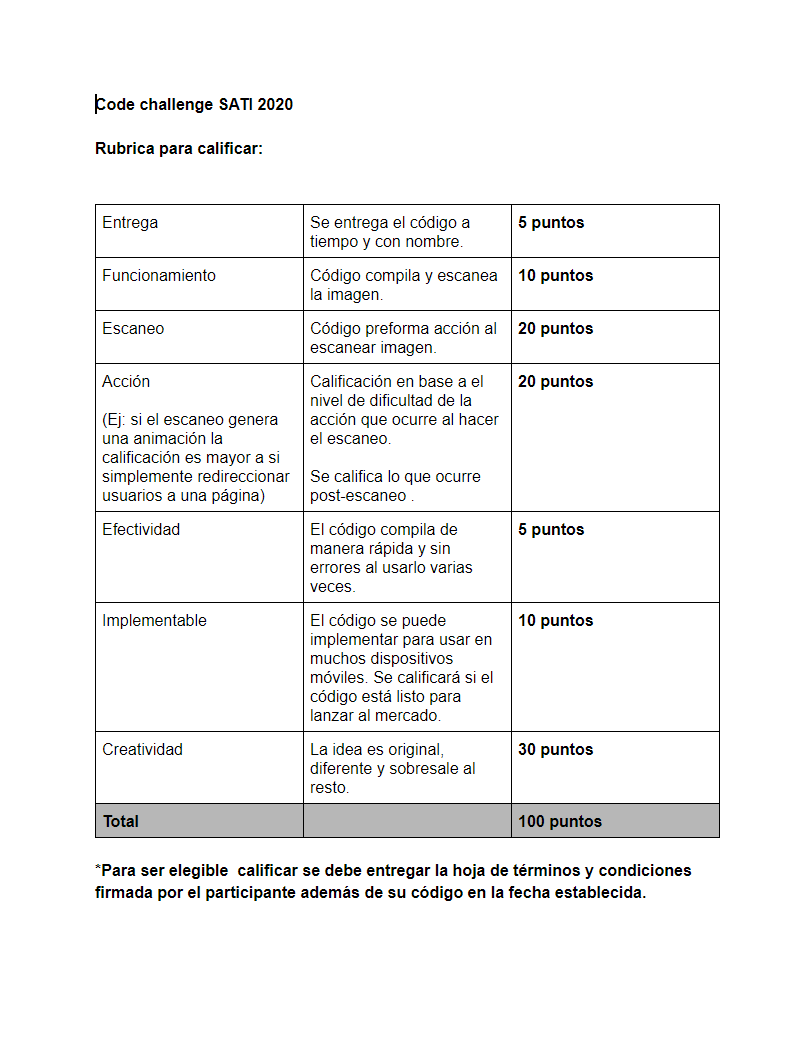 Code challenge SATI 2020
Rubrica para calificar:
Entrega
Se entrega el código a
tiempo y con nombre.
5 puntos
Funcionamiento
Código compila y escanea
la imagen.
10 puntos
Escaneo
Código preforma acción al
escanear imagen.
20 puntos
Acción
(Ej: si el escaneo genera
una animación la
calificación es mayor a si
simplemente redireccionar
usuarios a una página)
Calificación en base a el
nivel de dificultad de la
acción que ocurre al hacer
el escaneo.
Se califica lo que ocurre
post-escaneo .
20 puntos
Efectividad
El código compila de
manera rápida y sin
errores al usarlo varias
veces.
5 puntos
Implementable
El código se puede
implementar para usar en
muchos dispositivos
móviles. Se calificará si el
código está listo para
lanzar al mercado.
10 puntos
Creatividad
La idea es original,
diferente y sobresale al
resto.
30 puntos
Total
100 puntos
*Para ser elegible  calificar se debe entregar la hoja de términos y condiciones
firmada por el participante además de su código en la fecha establecida.